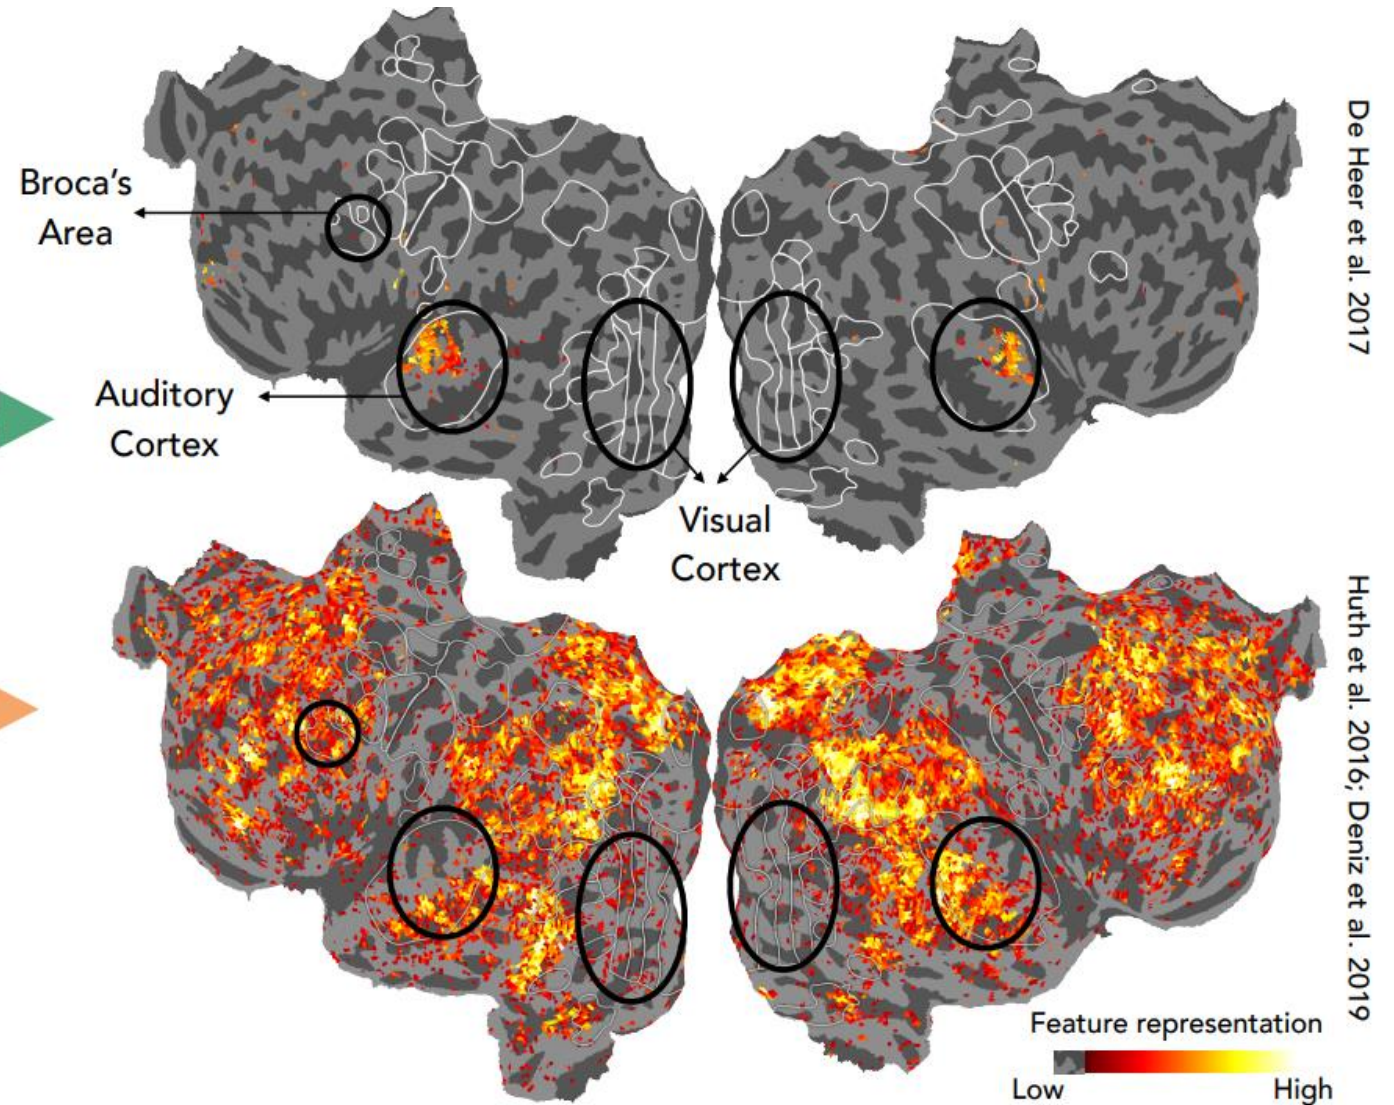 Broca's
Area
Auditory
Cortex
Visual
Cortex
De Heer et al. 2017
Huth et al. 2016; Deniz et al. 2019
Feature representation
Low
High